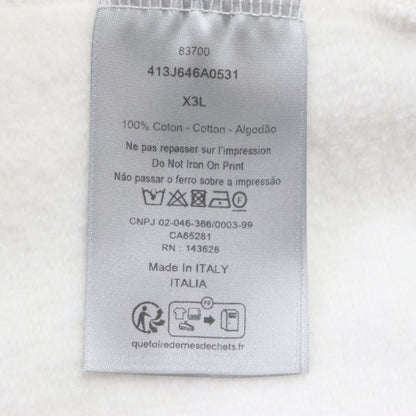 83700
413J646A0531
X3L
100% Coton - Cotton - Algodão
Ne pas repasser sur l'impression
Do Not Iron On Print
Não passar o ferro sobre a impressão
CNPJ 02-046-366/0003-99
CA65281
RN : 143628
Made In ITALY
ITALIA
FR
quefairedemesdechets.fr